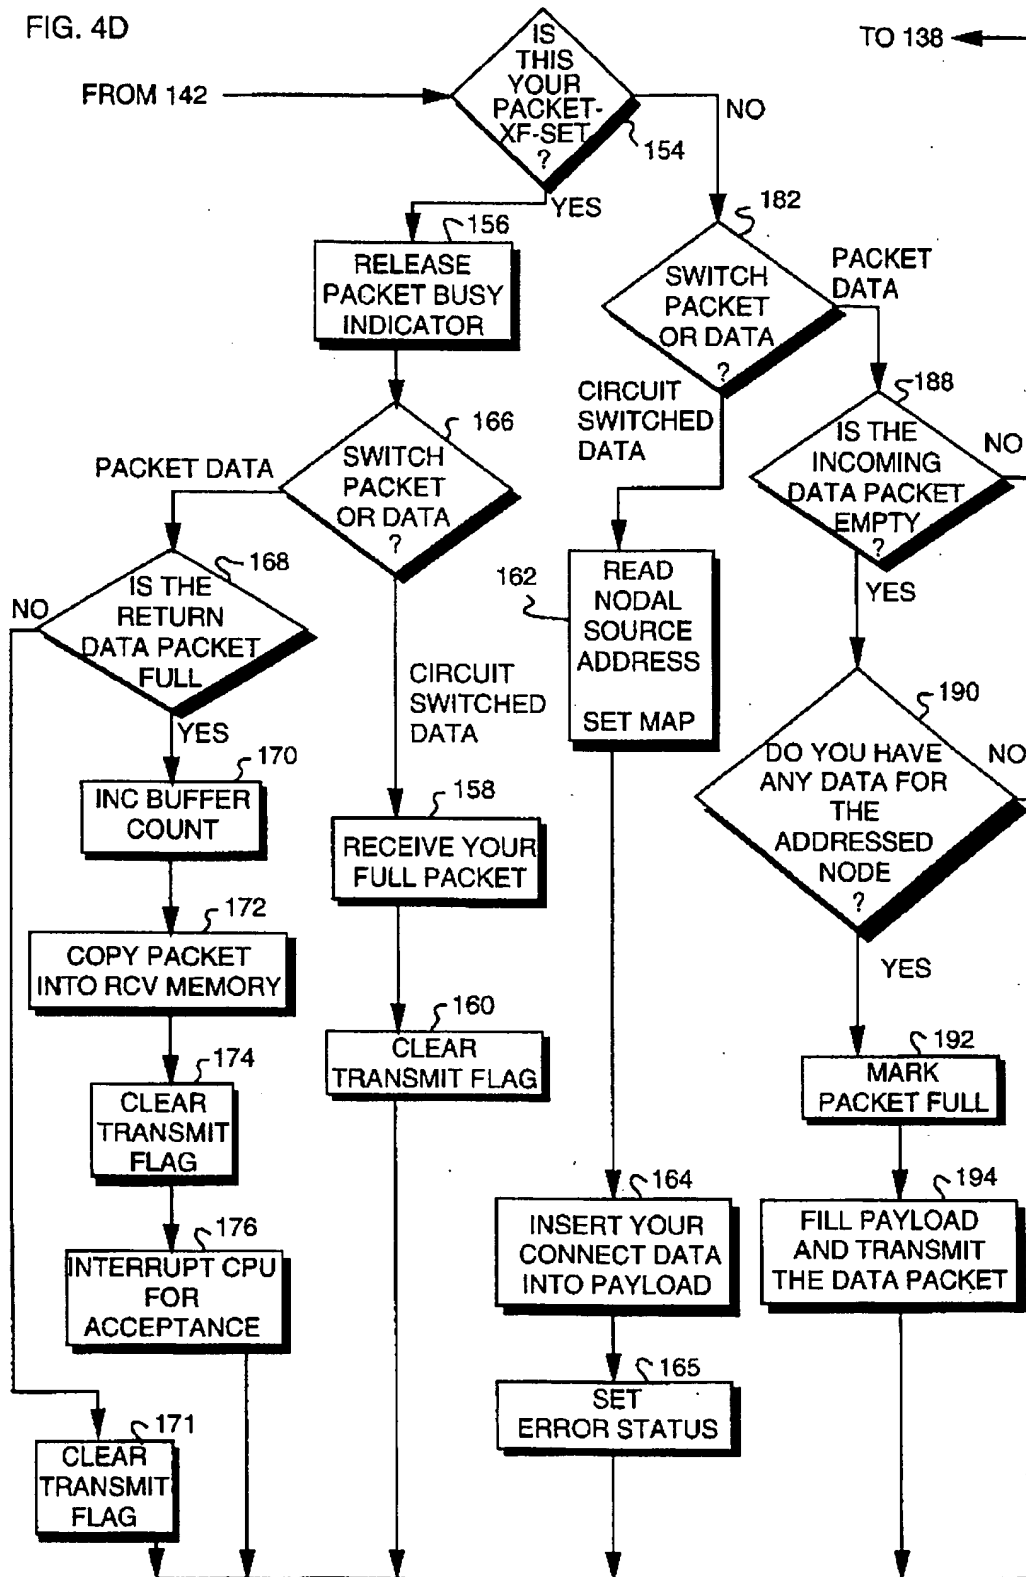 FIG. 4D
TO 138
FROM 142
IS
THIS
YOUR
PACKET-
XF-SET
?
154
NO
YES
156
RELEASE
PACKET BUSY
INDICATOR
182
SWITCH
PACKET
OR DATA
?
PACKET
DATA
CIRCUIT
SWITCHED
DATA
188
IS THE
INCOMING
DATA PACKET
EMPTY
?
NO
YES
166
SWITCH
PACKET
OR DATA
?
PACKET DATA
168
IS THE
RETURN
DATA PACKET
FULL
NO
YES
CIRCUIT
SWITCHED
DATA
162
READ
NODAL
SOURCE
ADDRESS
SET MAP
190
DO YOU HAVE
ANY DATA FOR
THE
ADDRESSED
NODE
?
NO
YES
170
INC BUFFER
COUNT
158
RECEIVE YOUR
FULL PACKET
172
COPY PACKET
INTO RCV MEMORY
160
CLEAR
TRANSMIT FLAG
192
MARK
PACKET FULL
174
CLEAR
TRANSMIT
FLAG
164
INSERT YOUR
CONNECT DATA
INTO PAYLOAD
194
FILL PAYLOAD
AND TRANSMIT
THE DATA PACKET
176
INTERRUPT CPU
FOR
ACCEPTANCE
165
SET
ERROR STATUS
171
CLEAR
TRANSMIT
FLAG